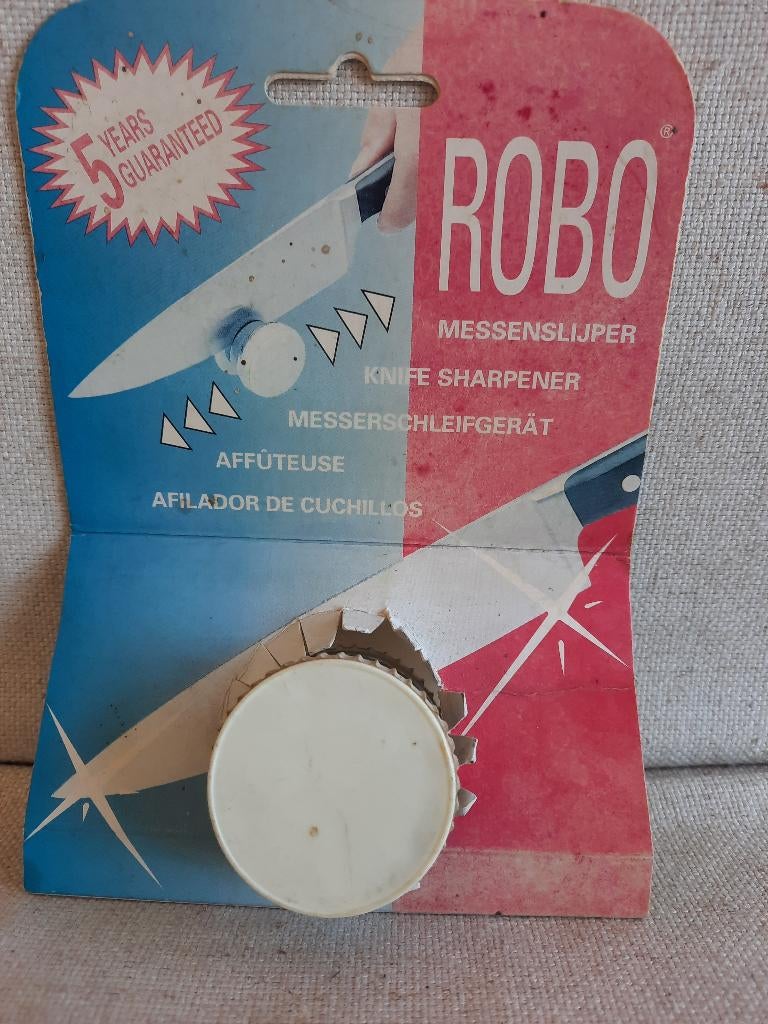 5 YEARS
GUARANTEED
ROBO®
MESSENSLIJPER
KNIFE SHARPENER
MESSERSCHLEIFGERÄT
AFFÛTEUSE
AFILADOR DE CUCHILLOS